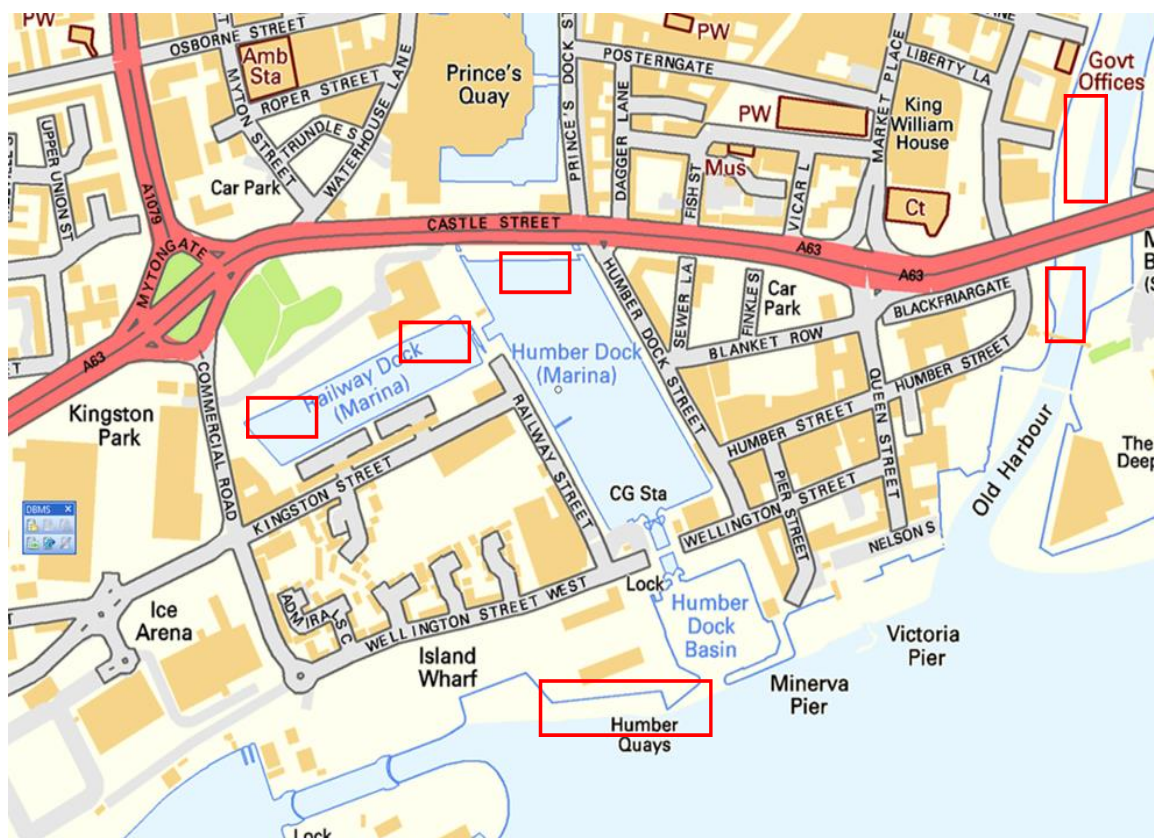 PW
OSBORNE STREET
Amb
Sta
MYTON STREET
ROPER STREET
WATERHOUSE LANE
TRUNDLE S
Prince's
Quay
PRINCE'S DOCK ST
PW
POSTERNGATE
DAGGER LANE
MARKET PLACE
LIBERTY LA
Govt
Offices
King
William
House
PW
Mus
FISH ST
VICAR L
Ct
UPPER UNION ST
Car Park
A1079
MYTONGATE
CASTLE STREET
A63
A63
A63
HUMBER DOCK STREET
SEWER LA
FINKLE S
Car
Park
BLANKET ROW
BLACKFRIARGATE
Railway Dock
(Marina)
Humber Dock
(Marina)
Kingston
Park
COMMERCIAL ROAD
KINGSTON STREET
RAILWAY STREET
HUMBER STREET
HUMBER STREET
QUEEN STREET
PIER STREET
WELLINGTON STREET
NELSON S
Old Harbour
The
Deep
CG Sta
DBMS X
Lock
Humber
Dock
Basin
Ice
Arena
ADMIRALS C
WELLINGTON STREET WEST
Island
Wharf
Victoria
Pier
Minerva
Pier
Humber
Quays
Lock